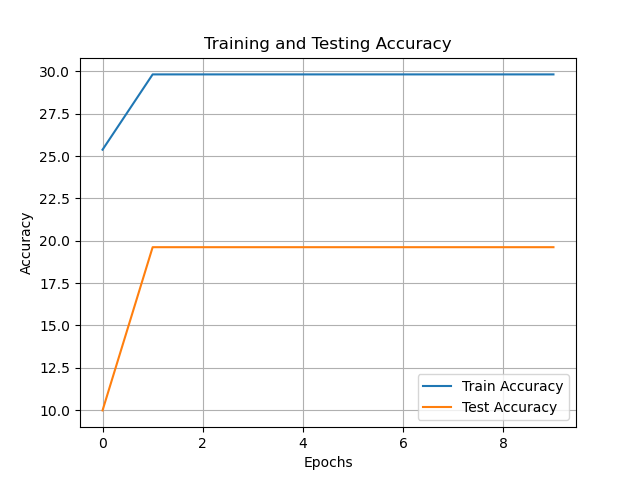 Training and Testing Accuracy
30.0
27.5
25.0
22.5
20.0
17.5
15.0
12.5
10.0
Accuracy
Train Accuracy
Test Accuracy
0 2 4 6 8
Epochs